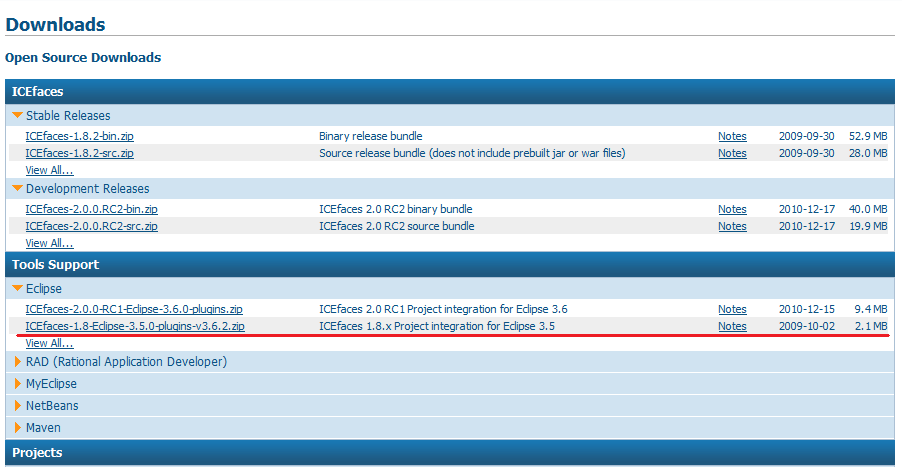 Downloads
Open Source Downloads
ICEfaces
Stable Releases
ICEfaces-1.8.2-bin.zip Binary release bundle Notes 2009-09-30 52.9 MB
ICEfaces-1.8.2-src.zip Source release bundle (does not include prebuilt jar or war files) Notes 2009-09-30 28.0 MB
View All...
Development Releases
ICEfaces-2.0.0.RC2-bin.zip ICEfaces 2.0 RC2 binary bundle Notes 2010-12-17 40.0 MB
ICEfaces-2.0.0.RC2-src.zip ICEfaces 2.0 RC2 source bundle Notes 2010-12-17 19.9 MB
View All...
Tools Support
Eclipse
ICEfaces-2.0.0-RC1-Eclipse-3.6.0-plugins.zip ICEfaces 2.0 RC1 Project integration for Eclipse 3.6 Notes 2010-12-15 9.4 MB
ICEfaces-1.8-Eclipse-3.5.0-plugins-v3.6.2.zip ICEfaces 1.8.x Project integration for Eclipse 3.5 Notes 2009-10-02 2.1 MB
View All...
RAD (Rational Application Developer)
MyEclipse
NetBeans
Maven
Projects